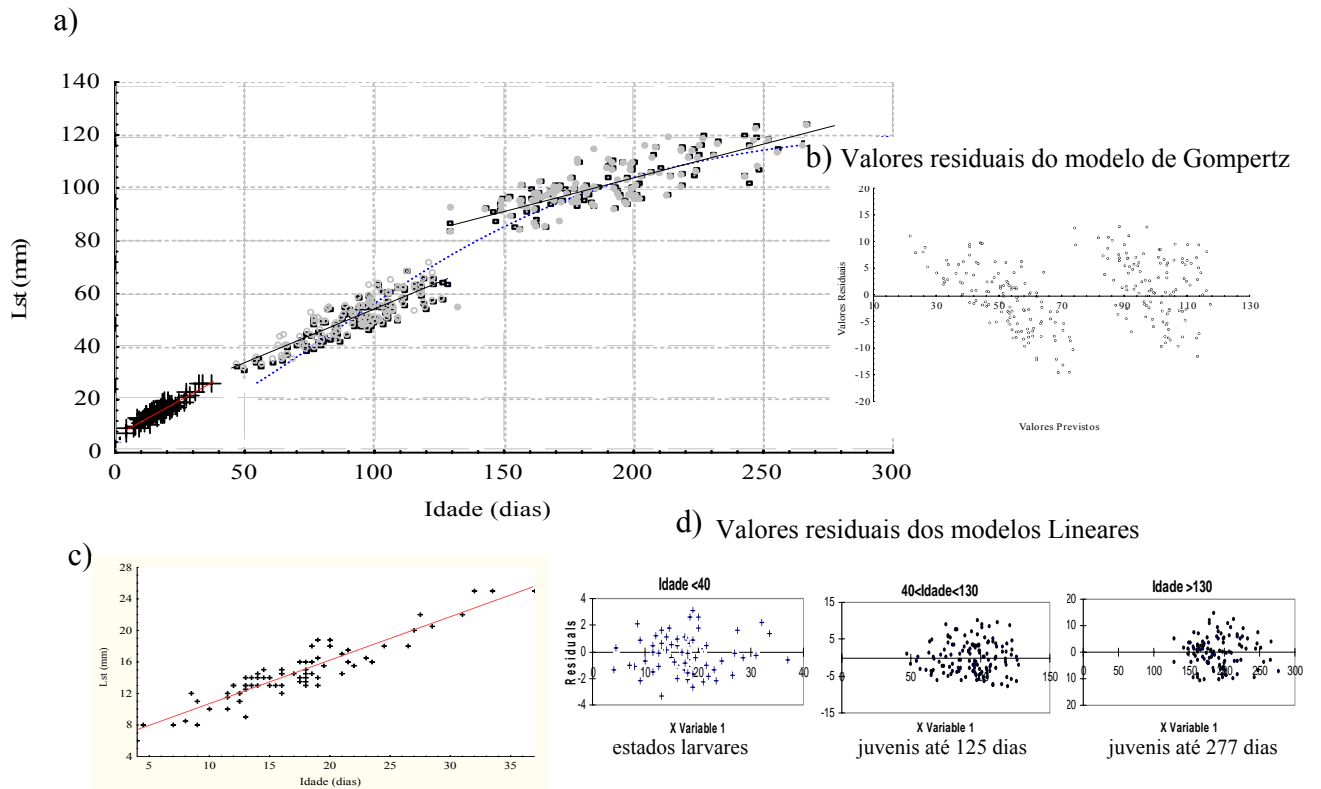 a)
140
120
100
80
60
40
20
0
Lst (mm)
0 50 100 150 200 250 300
Idade (dias)
b) Valores residuais do modelo de Gompertz
20
15
10
5
0
-5
-10
-15
-20
10 30 50 70 90 110 130
Valores Residuais
Valores Previstos
c)
28
24
20
16
12
8
4
Lst (mm)
5 10 15 20 25 30 35
Idade (dias)
d) Valores residuais dos modelos Lineares
Idade <40
4
2
0
-2
-4
Residuals
0 10 20 30 40
X Variable 1
estados larvares
40<Idade<130
15
5
-5
-15
0 50 100 150
X Variable 1
juvenis até 125 dias
Idade >130
20
10
0
10
20
0 50 100 150 200 250 300
X Variable 1
juvenis até 277 dias